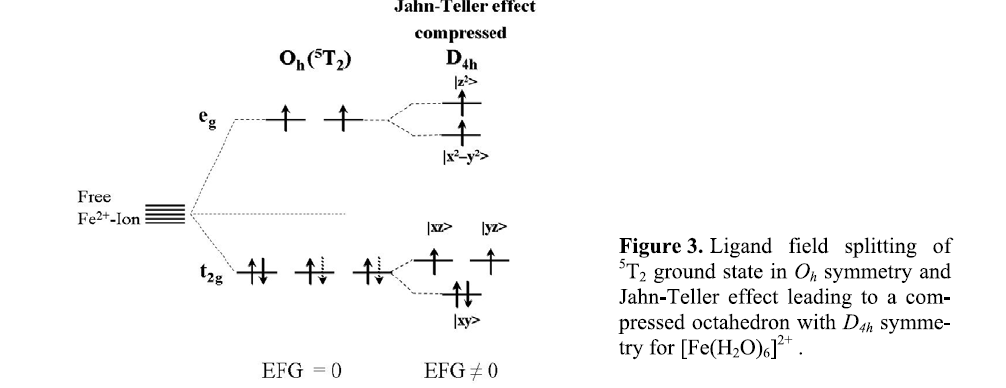 Jahn-Teller effect
compressed
Oₕ(⁵T₂) D₄ₕ
|z²>
e_g
|x²–y²>
Free
Fe²⁺-Ion
|xz> |yz>
t₂g
|xy>
EFG = 0 EFG ≠ 0
Figure 3. Ligand field splitting of
⁵T₂ ground state in Oₕ symmetry and
Jahn-Teller effect leading to a com-
pressed octahedron with D₄ₕ symme-
try for [Fe(H₂O)₆]²⁺ .